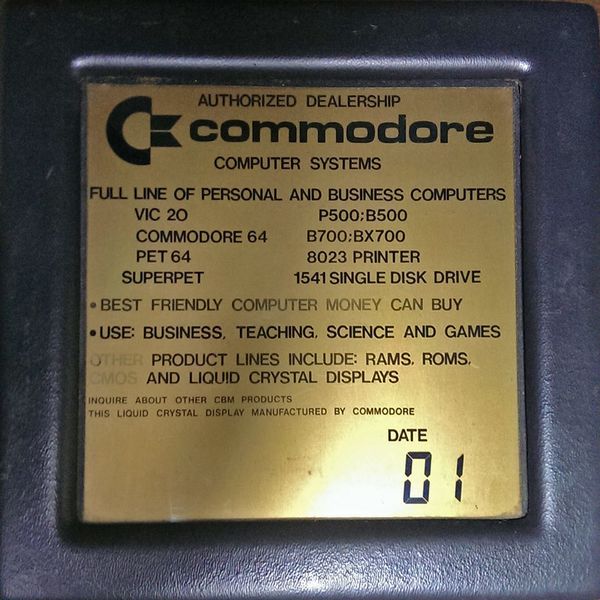 AUTHORIZED DEALERSHIP
commodore
COMPUTER SYSTEMS
FULL LINE OF PERSONAL AND BUSINESS COMPUTERS
VIC 20 P500;B500
COMMODORE 64 B700;BX700
PET 64 8023 PRINTER
SUPERPET 1541 SINGLE DISK DRIVE
• BEST FRIENDLY COMPUTER MONEY CAN BUY
• USE: BUSINESS, TEACHING, SCIENCE AND GAMES
OTHER PRODUCT LINES INCLUDE: RAMS, ROMS,
CMOS AND LIQUID CRYSTAL DISPLAYS
INQUIRE ABOUT OTHER CBM PRODUCTS
THIS LIQUID CRYSTAL DISPLAY MANUFACTURED BY COMMODORE
DATE
01